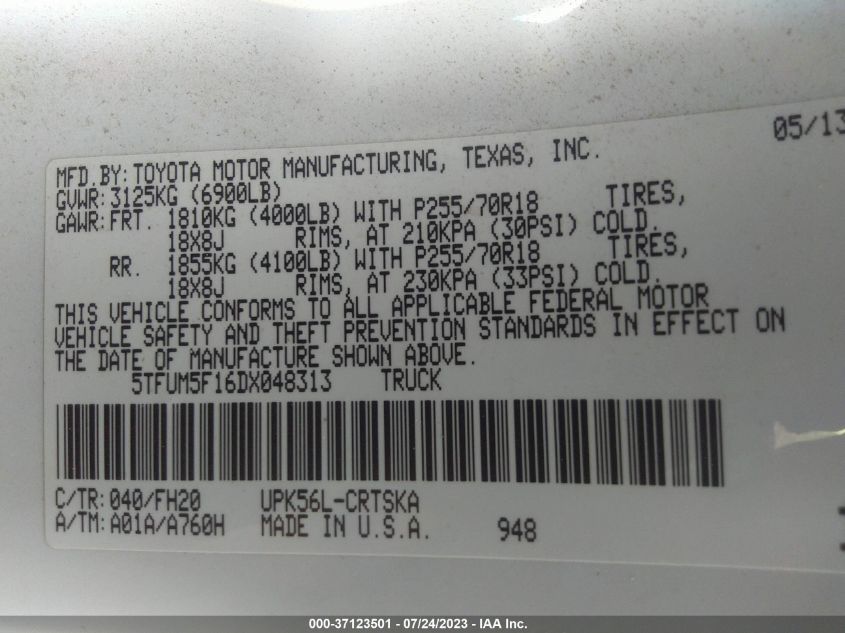 05/13
MFD.BY:TOYOTA MOTOR MANUFACTURING, TEXAS, INC.
GVWR:3125KG (6900LB)
GAWR:FRT. 1810KG (4000LB) WITH P255/70R18 TIRES,
18X8J RIMS, AT 210KPA (30PSI) COLD.
RR. 1855KG (4100LB) WITH P255/70R18 TIRES,
18X8J RIMS, AT 230KPA (33PSI) COLD.
THIS VEHICLE CONFORMS TO ALL APPLICABLE FEDERAL MOTOR
VEHICLE SAFETY AND THEFT PREVENTION STANDARDS IN EFFECT ON
THE DATE OF MANUFACTURE SHOWN ABOVE.
5TFUM5F16DX048313 TRUCK
C/TR:040/FH20 UPK56L-CRTSKA
A/TM:A01A/A760H MADE IN U.S.A. 948
000-37123501 - 07/24/2023 - IAA Inc.